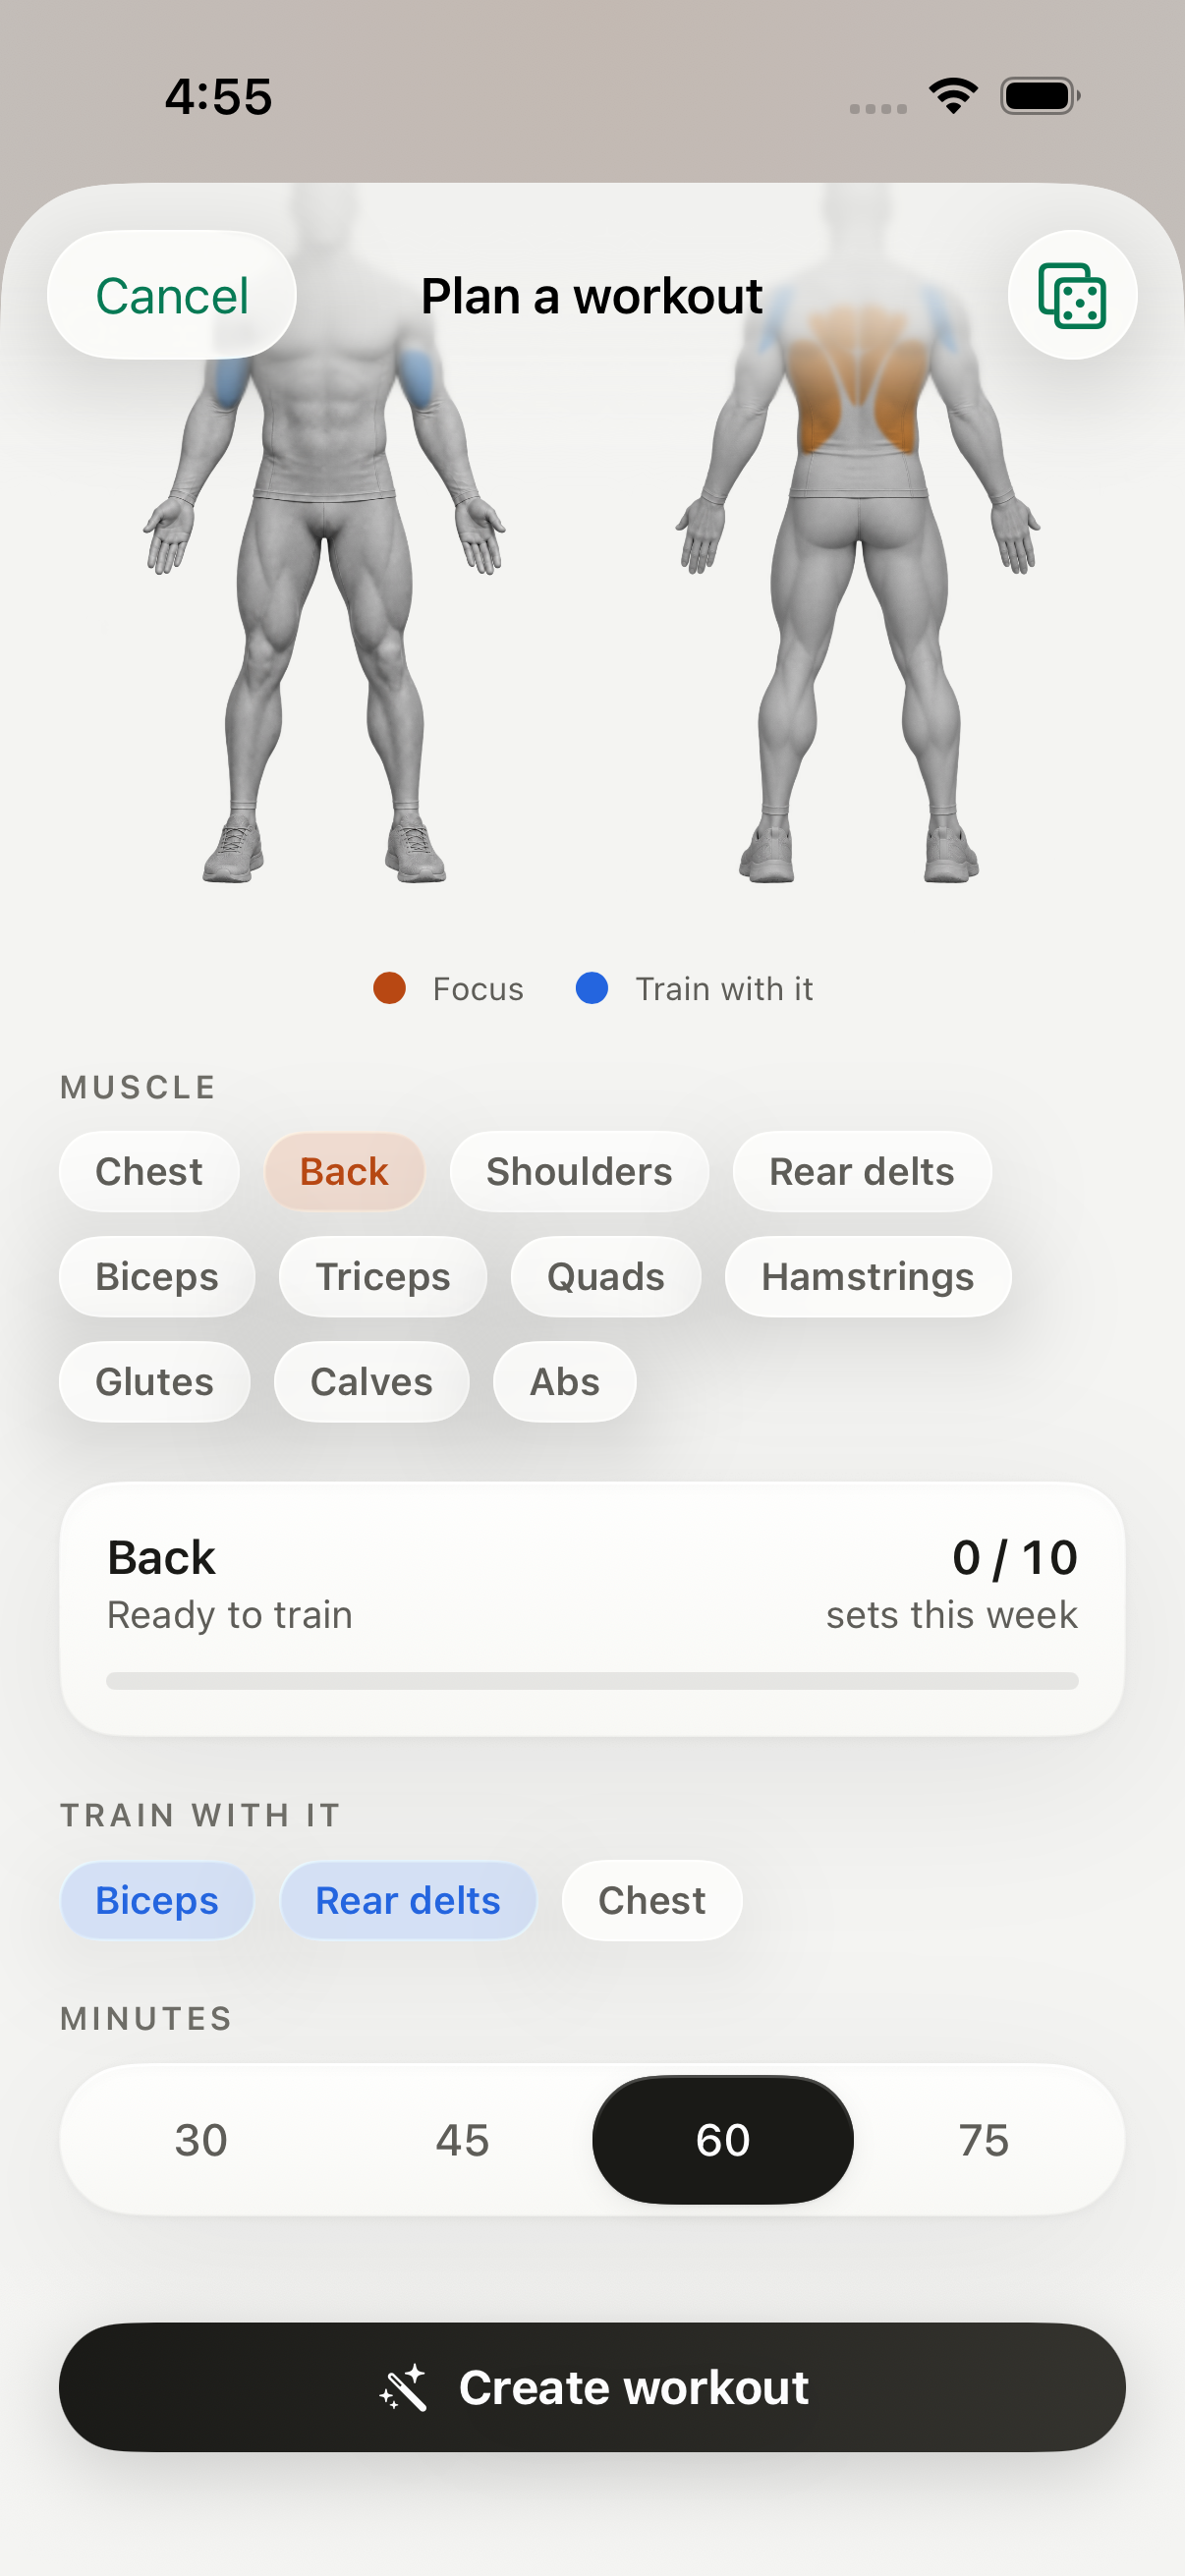 4:55
Cancel
Plan a workout
Focus
Train with it
MUSCLE
Chest
Back
Shoulders
Rear delts
Biceps
Triceps
Quads
Hamstrings
Glutes
Calves
Abs
Back
0 / 10
Ready to train
sets this week
TRAIN WITH IT
Biceps
Rear delts
Chest
MINUTES
30
45
60
75
Create workout